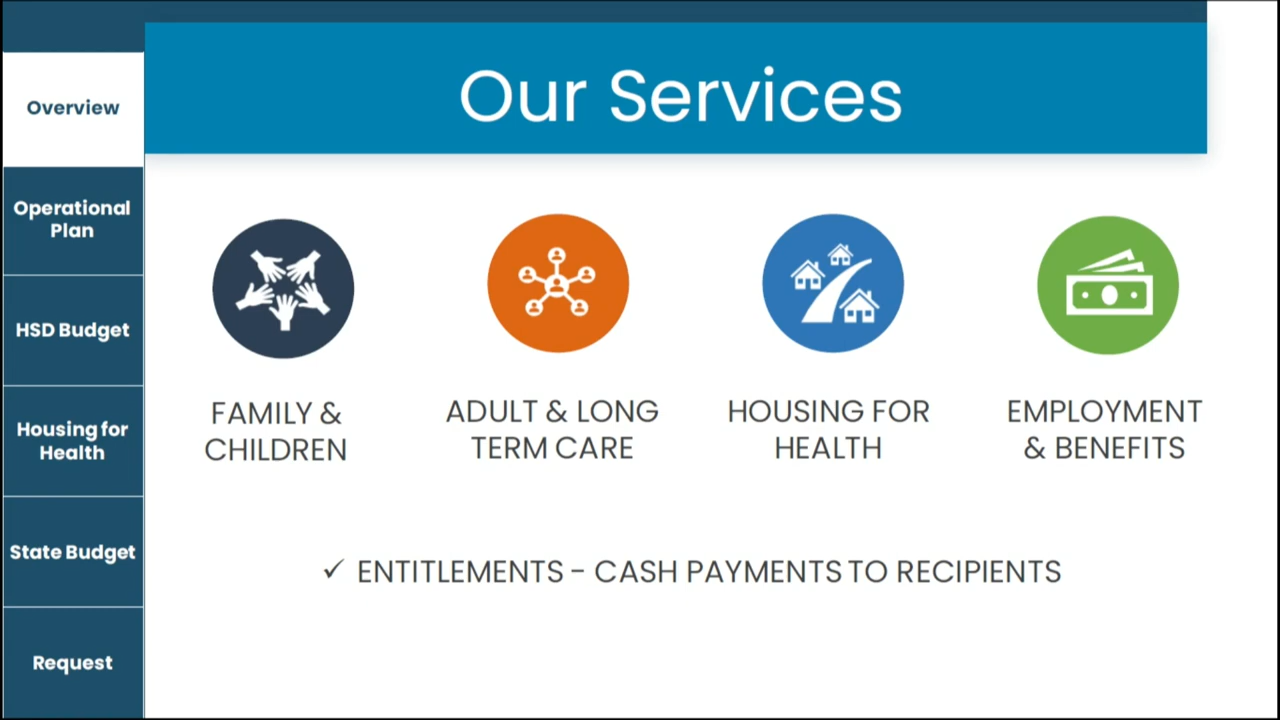 Our Services
Overview
Operational
Plan
HSD Budget
Housing for
Health
State Budget
Request
FAMILY &
CHILDREN
ADULT & LONG
TERM CARE
HOUSING FOR
HEALTH
EMPLOYMENT
& BENEFITS
✓ ENTITLEMENTS - CASH PAYMENTS TO RECIPIENTS